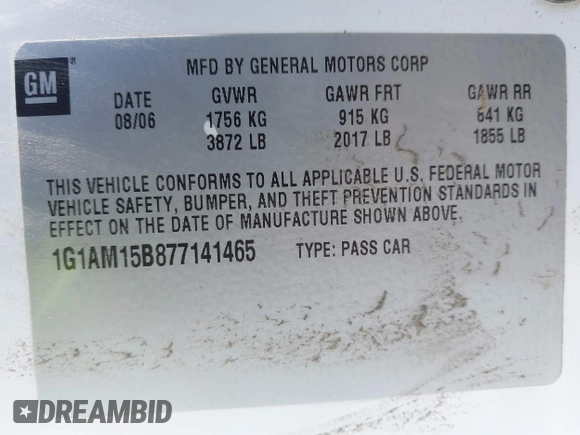 GM ®
MFD BY GENERAL MOTORS CORP
DATE GVWR GAWR FRT GAWR RR
08/06 1756 KG 915 KG 841 KG
3872 LB 2017 LB 1855 LB
THIS VEHICLE CONFORMS TO ALL APPLICABLE U.S. FEDERAL MOTOR
VEHICLE SAFETY, BUMPER, AND THEFT PREVENTION STANDARDS IN
EFFECT ON THE DATE OF MANUFACTURE SHOWN ABOVE.
1G1AM15B877141465 TYPE: PASS CAR
DREAMBID